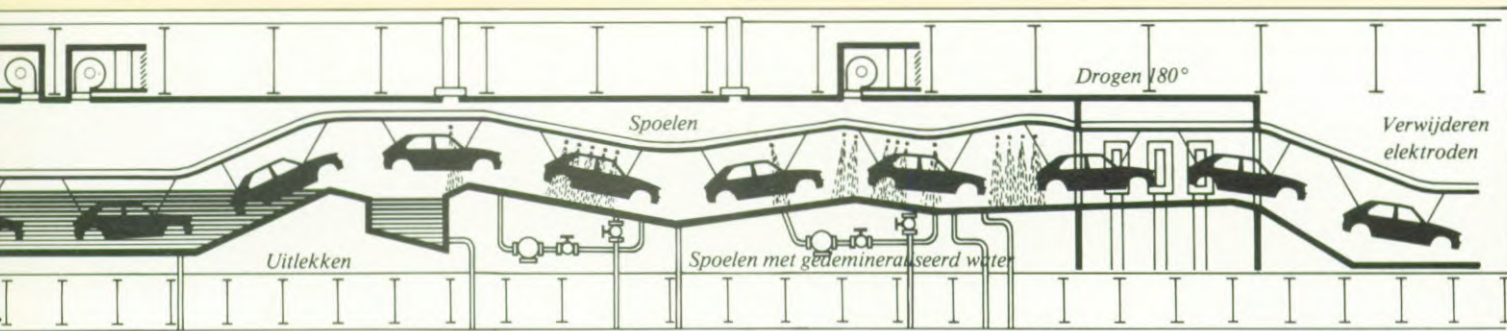 Drogen 180°
Spoelen
Verwijderen
elektroden
Uitlekken
Spoelen met gedemineraliseerd water